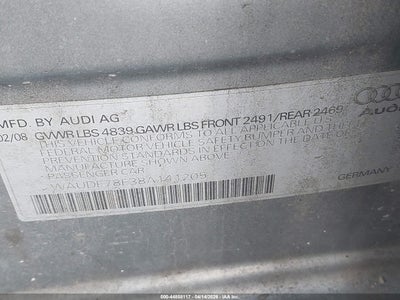 MFD. BY AUDI AG
02/08 GVWR LBS 4839 GAWR LBS FRONT 2491/REAR 2469
THIS VEHICLE CONFORMS TO ALL APPLICABLE U.S.
FEDERAL MOTOR VEHICLE SAFETY BUMPER AND THE
THEFT PREVENTION STANDARDS IN EFFECT ON THE DATE OF
MANUFACTURE SHOWN ABOVE
PASSENGER CAR
WAUDF78E38A141205
Audi
GERMANY
500-44858117 - 04/14/2026 - IAA Inc.